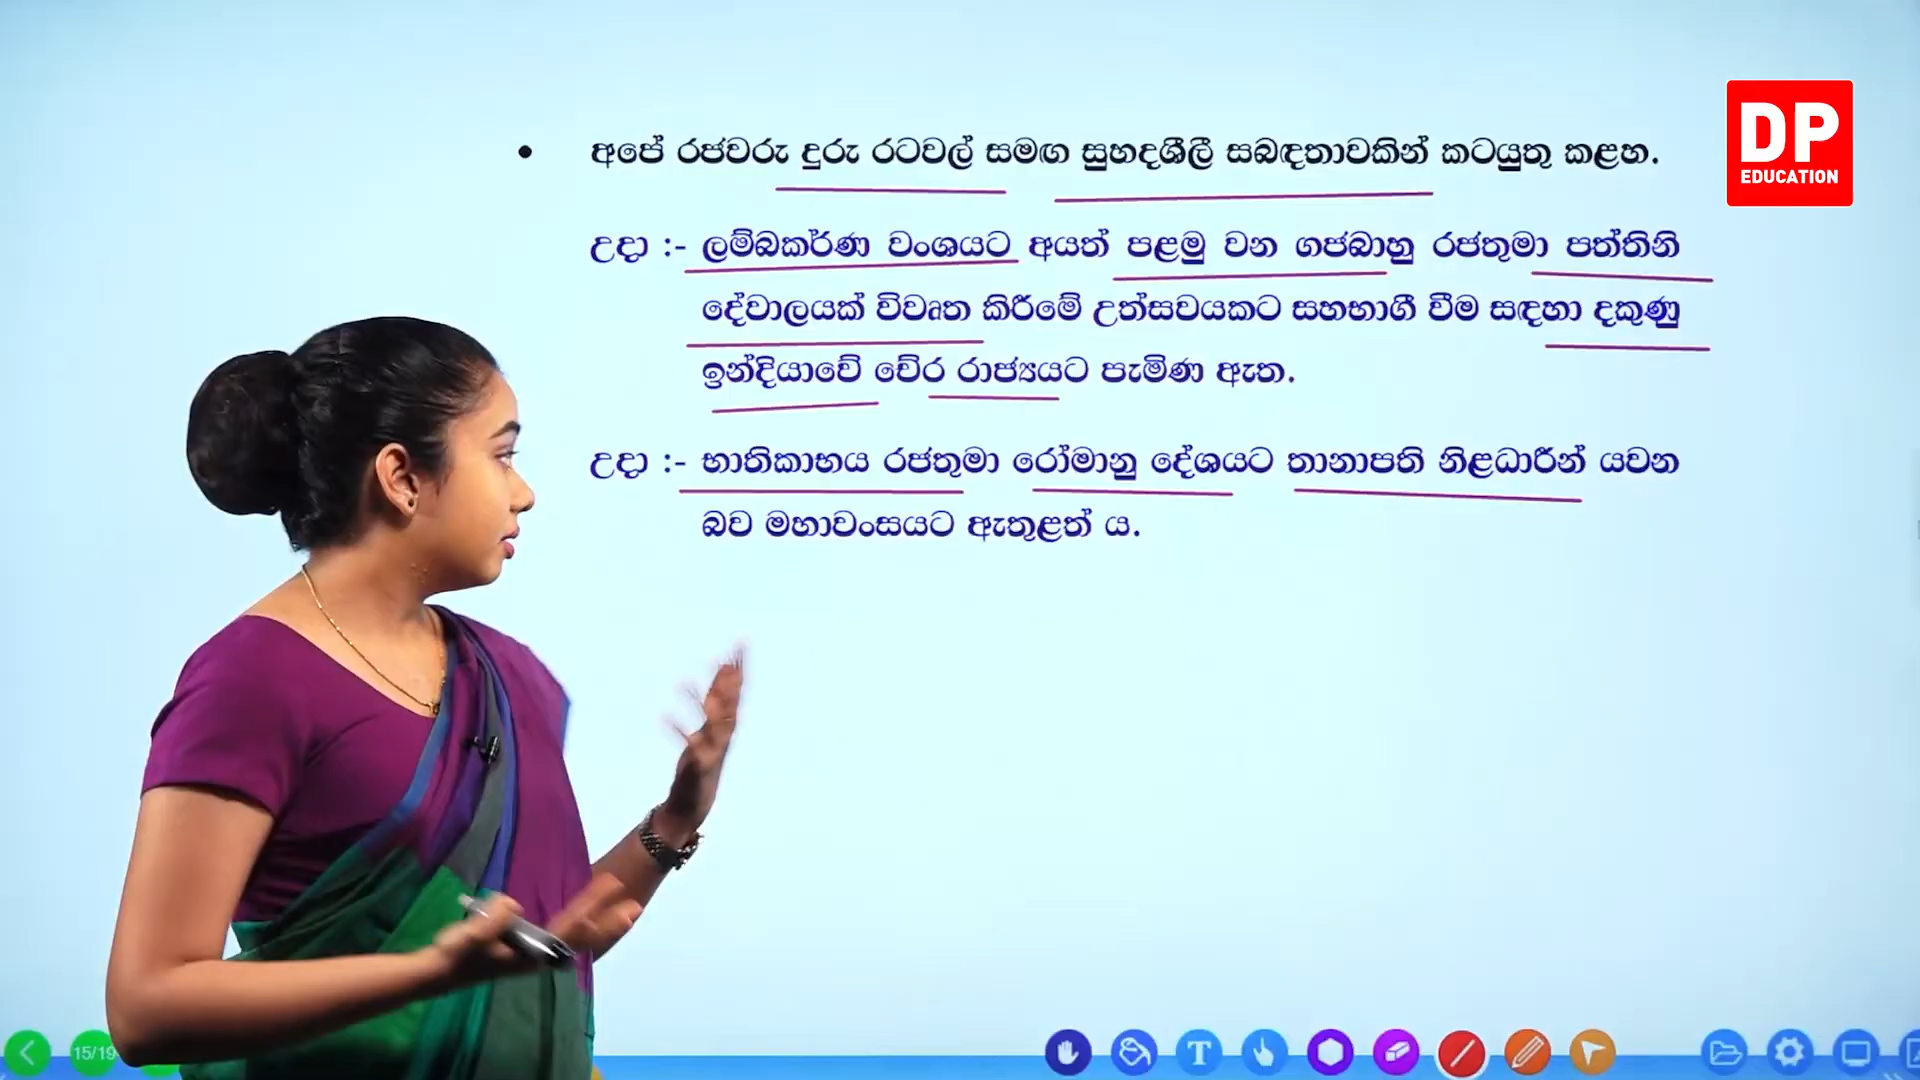 DP
EDUCATION
• අපේ රජවරු දුරු රටවල් සමඟ සුහදශීලී සබඳතාවකින් කටයුතු කළහ.
උදා :- ලම්බකර්ණ වංශයට අයත් පළමු වන ගජබාහු රජතුමා පත්තිනි
දේවාලයක් විවෘත කිරීමේ උත්සවයකට සහභාගී වීම සඳහා දකුණු
ඉන්දියාවේ චේර රාජ්‍යයට පැමිණ ඇත.
උදා :- භාතිකාභය රජතුමා රෝමානු දේශයට තානාපති නිළධාරීන් යවන
බව මහාවංසයට ඇතුළත් ය.
15/19